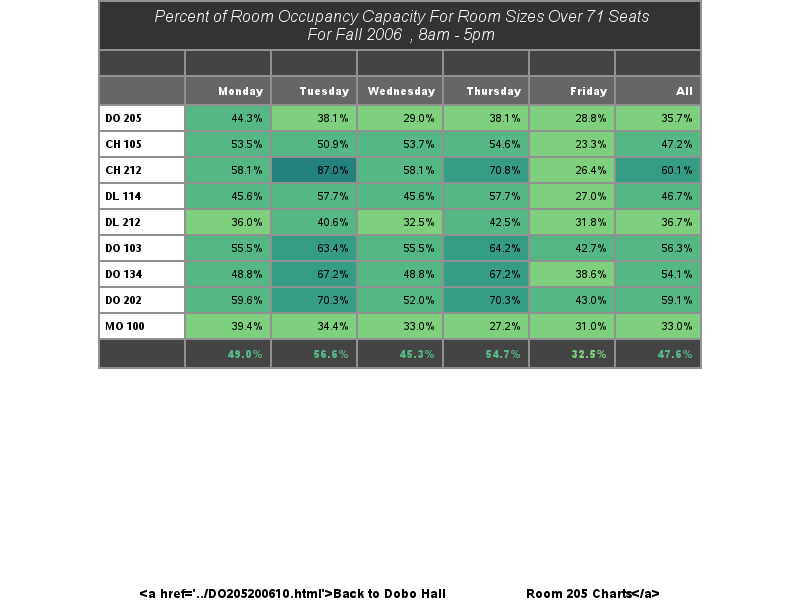 Percent of Room Occupancy Capacity For Room Sizes Over 71 Seats
For Fall 2006 , 8am - 5pm
Monday Tuesday Wednesday Thursday Friday All
DO 205 44.3% 38.1% 29.0% 38.1% 28.8% 35.7%
CH 105 53.5% 50.9% 53.7% 54.6% 23.3% 47.2%
CH 212 58.1% 87.0% 58.1% 70.8% 26.4% 60.1%
DL 114 45.6% 57.7% 45.6% 57.7% 27.0% 46.7%
DL 212 36.0% 40.6% 32.5% 42.5% 31.8% 36.7%
DO 103 55.5% 63.4% 55.5% 64.2% 42.7% 56.3%
DO 134 48.8% 67.2% 48.8% 67.2% 38.6% 54.1%
DO 202 59.6% 70.3% 52.0% 70.3% 43.0% 59.1%
MO 100 39.4% 34.4% 33.0% 27.2% 31.0% 33.0%
49.0% 56.6% 45.3% 54.7% 32.5% 47.6%
<a href='../DO205200610.html'>Back to Dobo Hall Room 205 Charts</a>